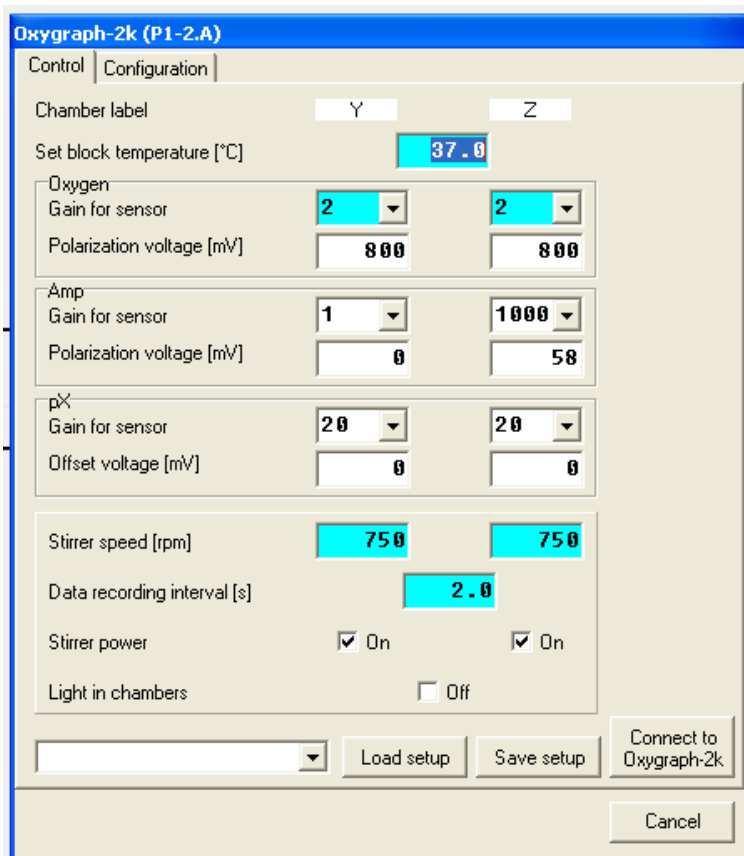 Oxygraph-2k (P1-2.A)
Control Configuration
Chamber label Y Z
Set block temperature [°C] 37.0
Oxygen
Gain for sensor 2 2
Polarization voltage [mV] 800 800
Amp
Gain for sensor 1 1000
Polarization voltage [mV] 0 58
pX
Gain for sensor 20 20
Offset voltage [mV] 0 0
Stirrer speed [rpm] 750 750
Data recording interval [s] 2.0
Stirrer power On On
Light in chambers Off
Load setup Save setup Connect to
Oxygraph-2k
Cancel